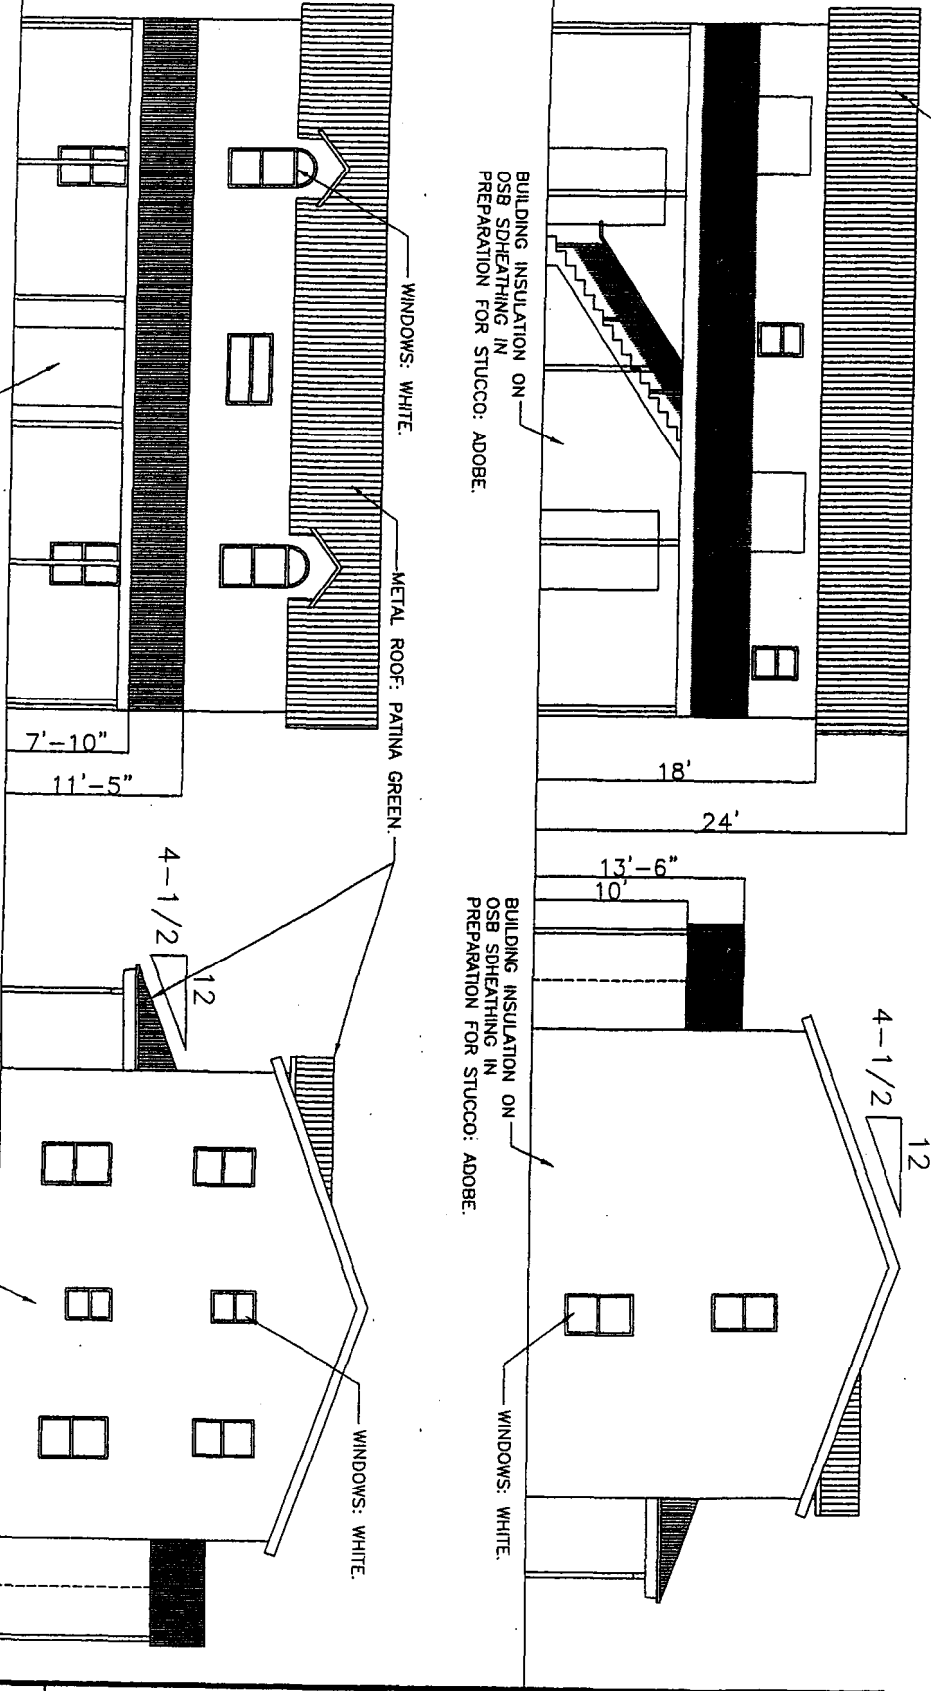 BUILDING INSULATION ON
OSB SDHEATHING IN
PREPARATION FOR STUCCO: ADOBE.
18'
24'
13'-6"
10'
BUILDING INSULATION ON
OSB SDHEATHING IN
PREPARATION FOR STUCCO: ADOBE.
4-1/2
12
WINDOWS: WHITE.
WINDOWS: WHITE.
METAL ROOF: PATINA GREEN.
7'-10"
11'-5"
4-1/2
12
WINDOWS: WHITE.